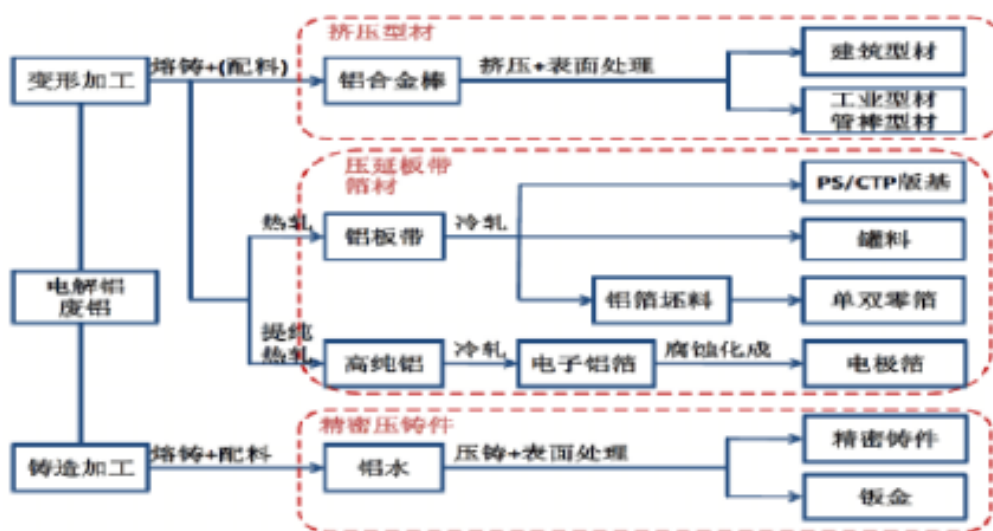 挤压型材
变形加工
熔铸+(配料)
铝合金棒
挤压+表面处理
建筑型材
工业型材
管棒型材
压延板带
箔材
PS/CTP版基
热轧
铝板带
冷轧
罐料
电解铝
废铝
铝箔坯料
单双零箔
提纯
热轧
高纯铝
冷轧
电子铝箔
腐蚀化成
电极箔
精密压铸件
铸造加工
熔铸+配料
铝水
压铸+表面处理
精密铸件
钣金